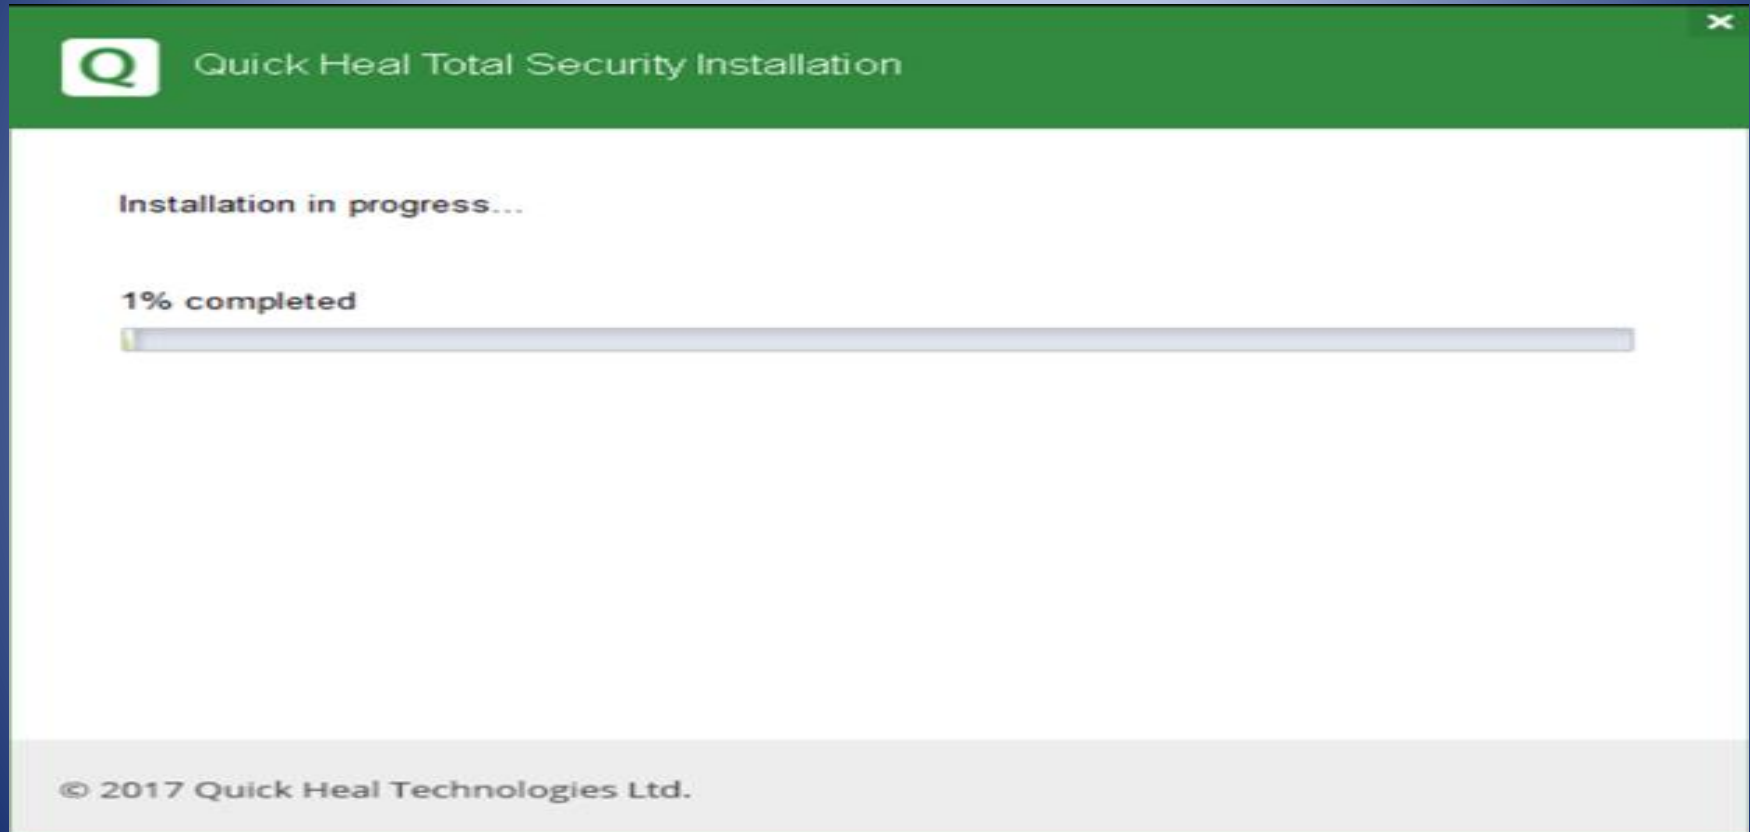 Q Quick Heal Total Security Installation
Installation in progress...
1% completed
© 2017 Quick Heal Technologies Ltd.